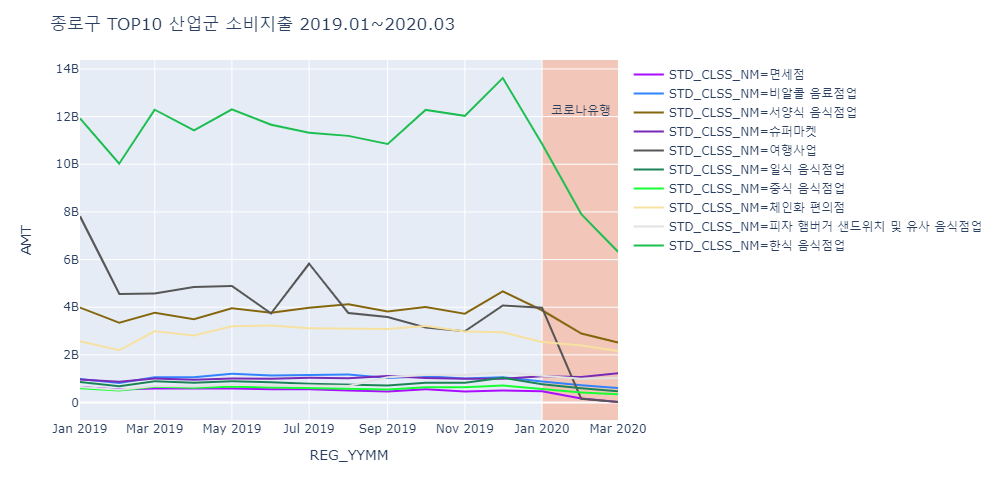 종로구 TOP10 산업군 소비지출 2019.01~2020.03
14B
12B
10B
8B
6B
4B
2B
0
AMT
코로나유행
Jan 2019
Mar 2019
May 2019
Jul 2019
Sep 2019
Nov 2019
Jan 2020
Mar 2020
REG_YYMM
STD_CLSS_NM=면세점
STD_CLSS_NM=비알콜 음료점업
STD_CLSS_NM=서양식 음식점업
STD_CLSS_NM=슈퍼마켓
STD_CLSS_NM=여행사업
STD_CLSS_NM=일식 음식점업
STD_CLSS_NM=중식 음식점업
STD_CLSS_NM=체인화 편의점
STD_CLSS_NM=피자 햄버거 샌드위치 및 유사 음식점업
STD_CLSS_NM=한식 음식점업